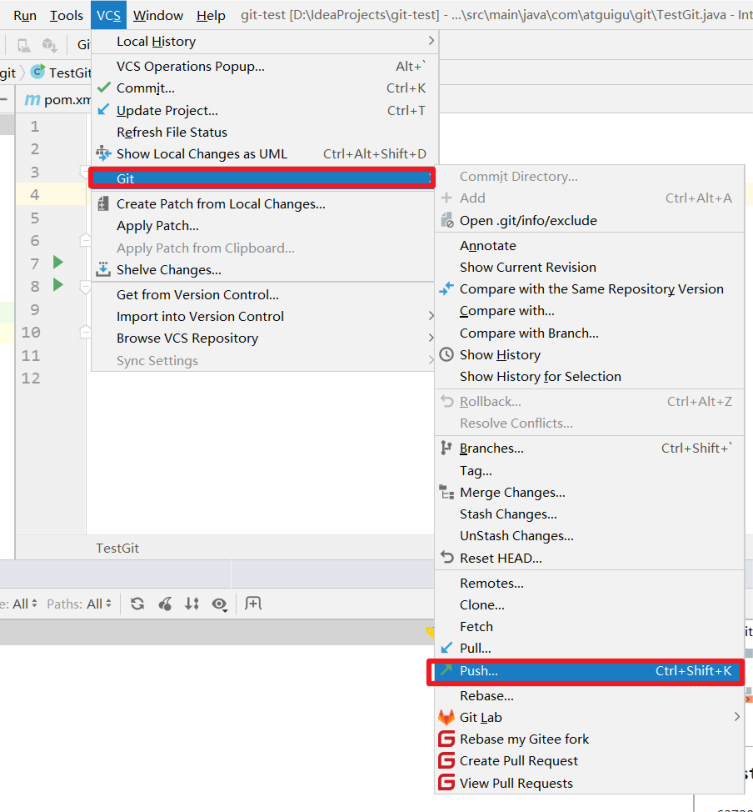 Run Tools VCS Window Help git-test [D:\IdeaProjects\git-test] - ...\src\main\java\com\atguigu\git\TestGit.java - Int
Local History
Gi
VCS Operations Popup... Alt+`
git TestGit
Commit... Ctrl+K
m pom.xm
Update Project... Ctrl+T
Refresh File Status
Show Local Changes as UML Ctrl+Alt+Shift+D
Git
Create Patch from Local Changes...
Apply Patch...
Apply Patch from Clipboard...
Shelve Changes...
Get from Version Control...
Import into Version Control
Browse VCS Repository
Sync Settings
1
2
3
4
5
6
7
8
9
10
11
12
Commit Directory...
Add Ctrl+Alt+A
Open .git/info/exclude
Annotate
Show Current Revision
Compare with the Same Repository Version
Compare with...
Compare with Branch...
Show History
Show History for Selection
Rollback... Ctrl+Alt+Z
Resolve Conflicts...
Branches... Ctrl+Shift+`
Tag...
Merge Changes...
Stash Changes...
UnStash Changes...
Reset HEAD...
Remotes...
Clone...
Fetch
Pull...
Push... Ctrl+Shift+K
Rebase...
Git Lab
Rebase my Gitee fork
Create Pull Request
View Pull Requests
TestGit
e: All Paths: All